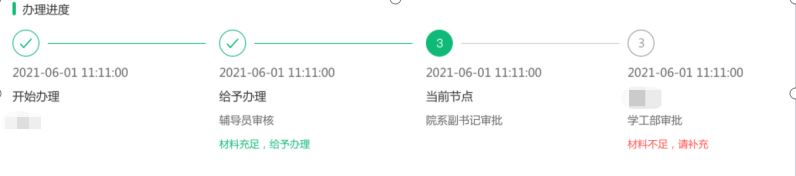 办理进度
3
3
2021-06-01 11:11:00
2021-06-01 11:11:00
2021-06-01 11:11:00
2021-06-01 11:11:00
开始办理
给予办理
当前节点
辅导员审核
院系副书记审批
学工部审批
材料充足，给予办理
材料不足，请补充